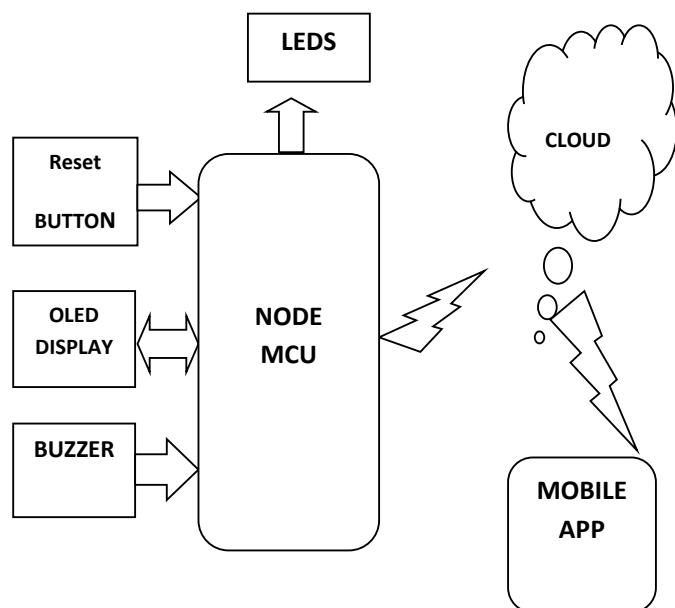 LEDS
CLOUD
Reset
BUTTON
OLED
DISPLAY
NODE
MCU
BUZZER
MOBILE
APP